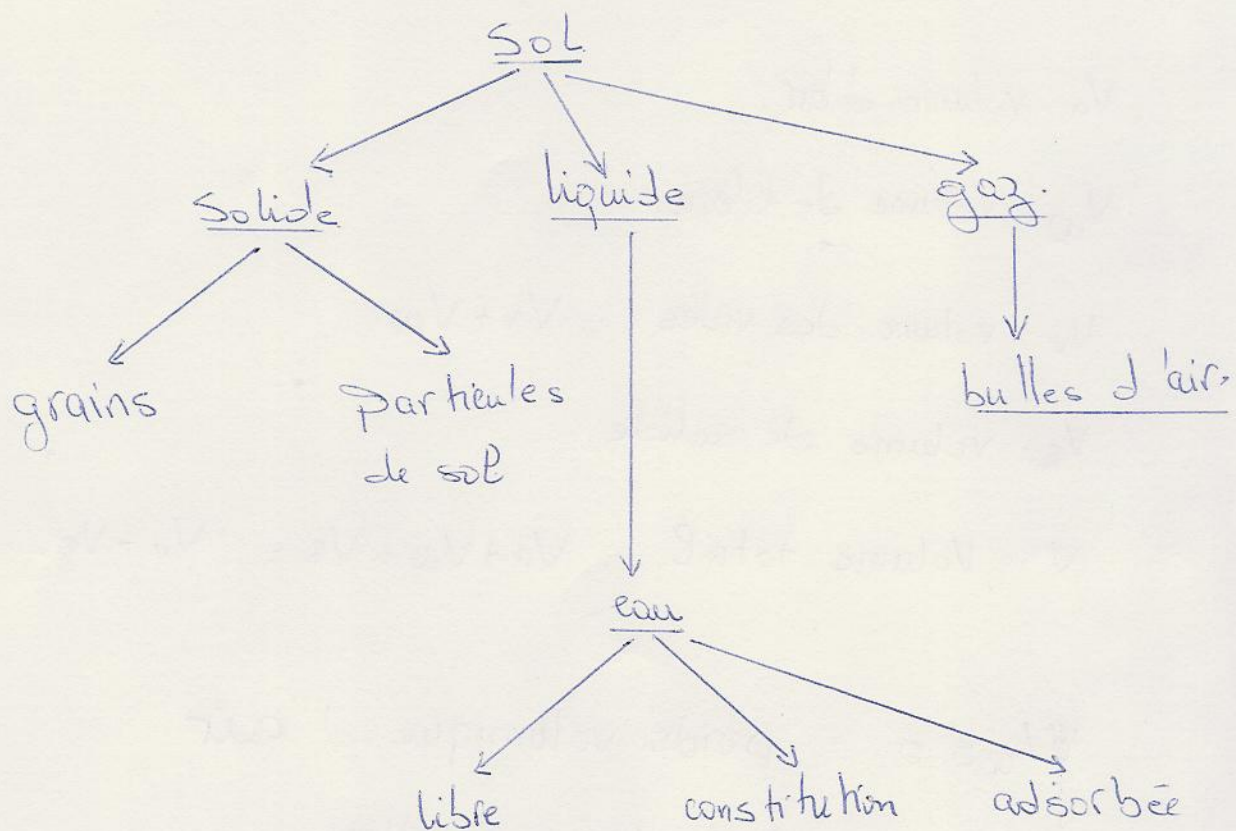 Sol
Solide
liquide
gaz.
grains
particules
de sol
bulles d'air.
eau
libre
constitution
adsorbée